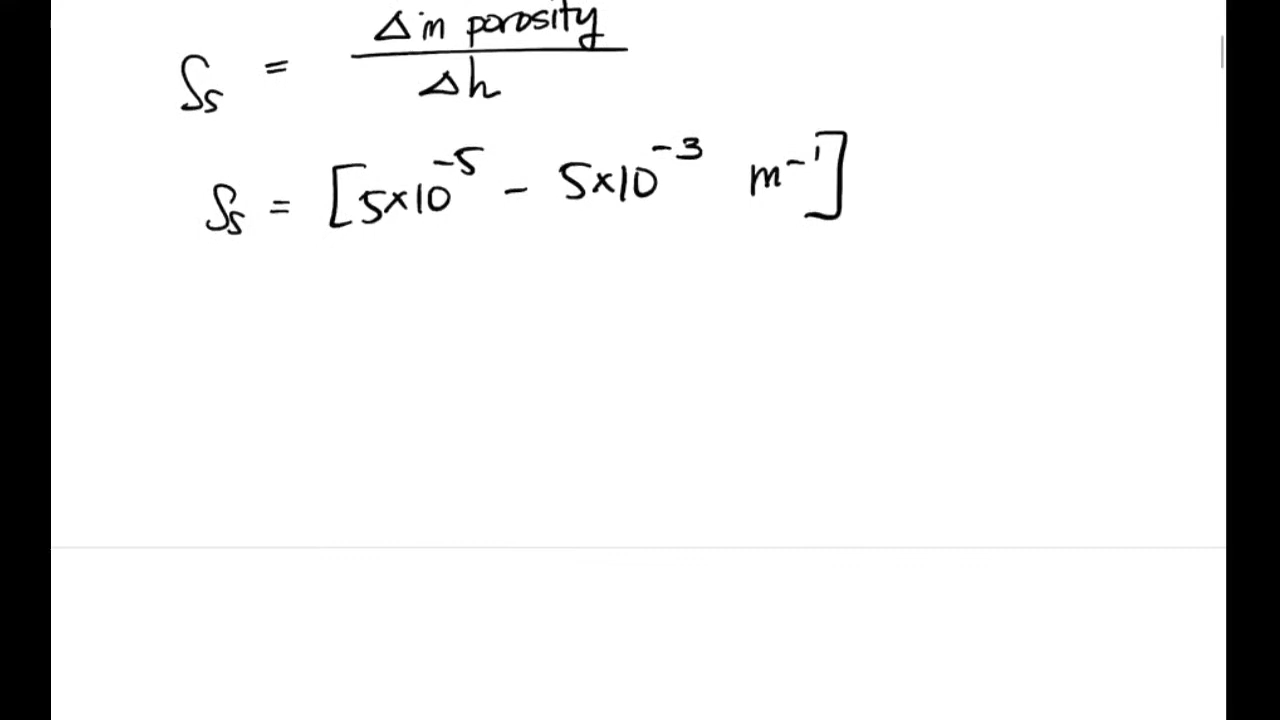 Ss = Δ in porosity / Δh
Ss = [5×10⁻⁵ - 5×10⁻³ m⁻¹]